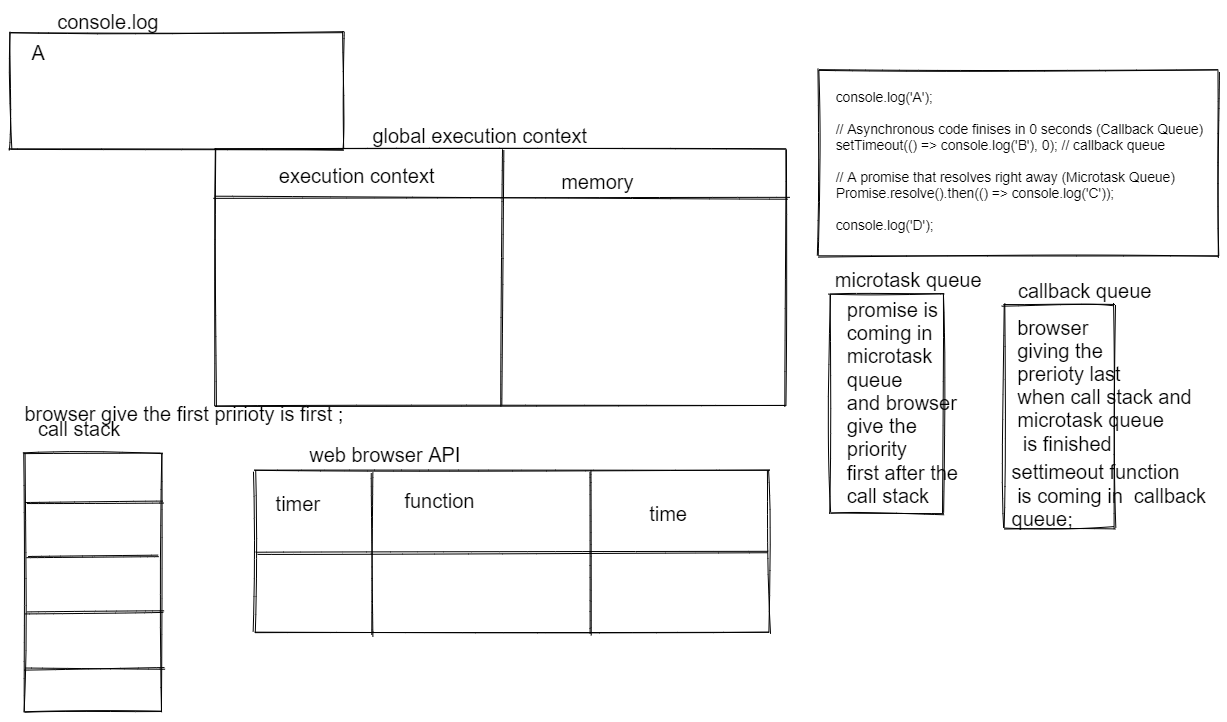 console.log
A
global execution context
execution context
memory
console.log('A');
// Asynchronous code finises in 0 seconds (Callback Queue)
setTimeout(() => console.log('B'), 0); // callback queue
// A promise that resolves right away (Microtask Queue)
Promise.resolve().then(() => console.log('C'));
console.log('D');
microtask queue
promise is
coming in
microtask
queue
and browser
give the
priority
first after the
call stack
callback queue
browser
giving the
prerioty last
when call stack and
microtask queue
is finished
settimeout function
is coming in callback
queue;
browser give the first pririoty is first ;
call stack
web browser API
timer
function
time